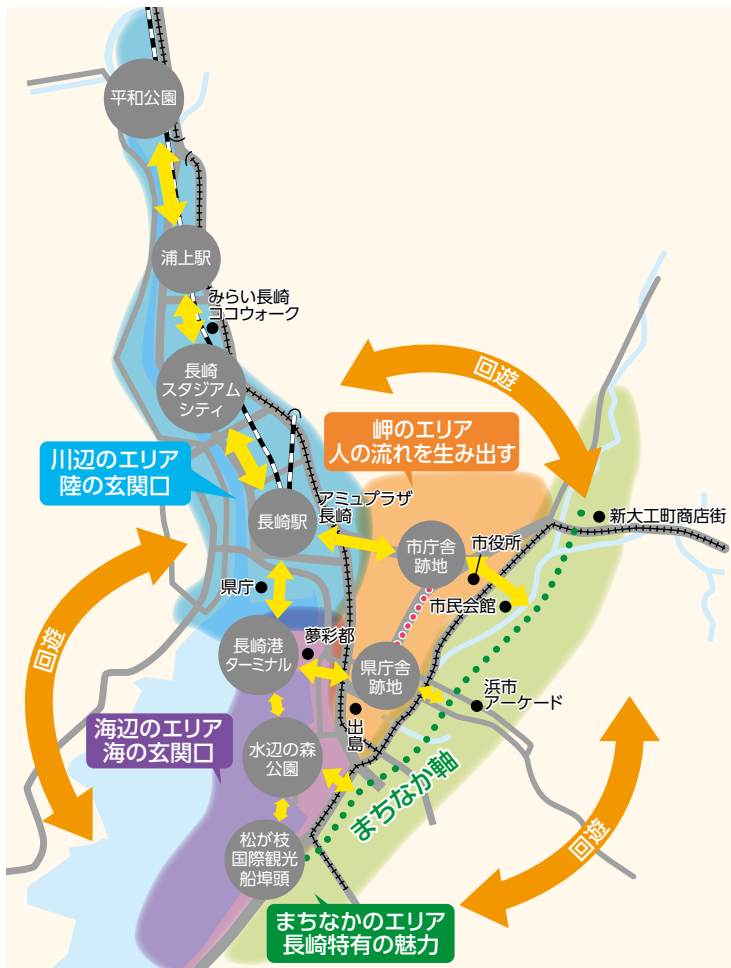 平和公園
浦上駅
みらい長崎
ココウォーク
長崎
スタジアム
シティ
回遊
岬のエリア
人の流れを生み出す
川辺のエリア
陸の玄関口
アミュプラザ
長崎
長崎駅
新大工町商店街
市庁舎
跡地
市役所
県庁
市民会館
回遊
夢彩都
長崎港
ターミナル
県庁舎
跡地
浜市
アーケード
海辺のエリア
海の玄関口
出島
水辺の森
公園
まちなか軸
回遊
松が枝
国際観光
船埠頭
まちなかのエリア
長崎特有の魅力